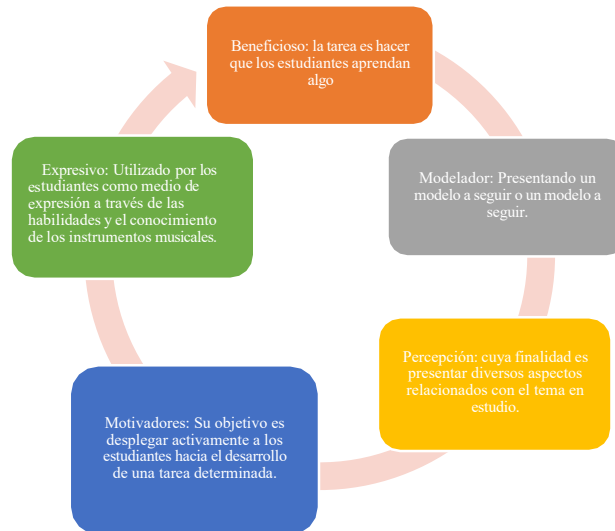 Beneficioso: la tarea es hacer
que los estudiantes aprendan
algo
Modelador: Presentando un
modelo a seguir o un modelo a
seguir.
Percepción: cuya finalidad es
presentar diversos aspectos
relacionados con el tema en
estudio.
Motivadores: Su objetivo es
desplegar activamente a los
estudiantes hacia el desarrollo
de una tarea determinada.
Expresivo: Utilizado por los
estudiantes como medio de
expresión a través de las
habilidades y el conocimiento
de los instrumentos musicales.